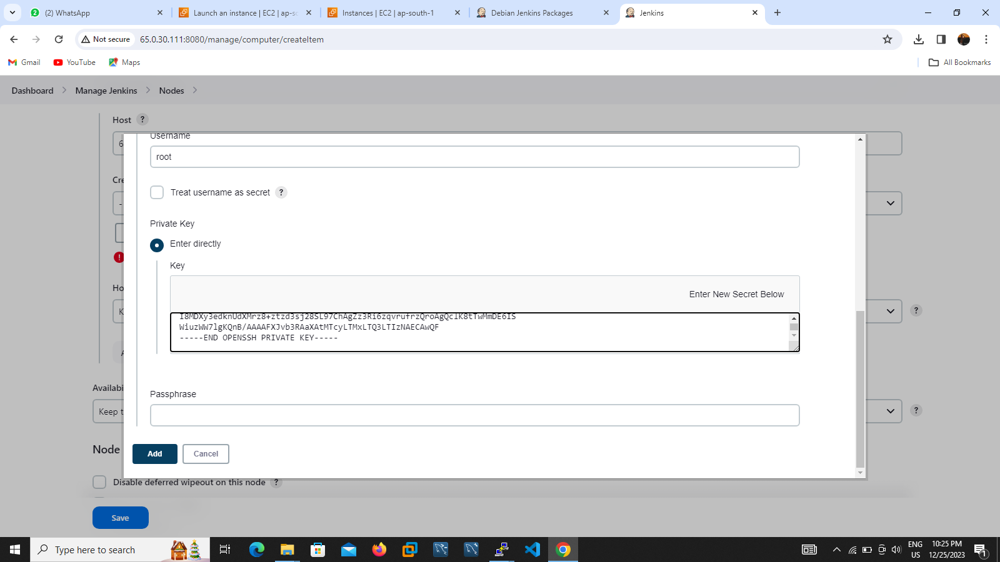 (2) WhatsApp
Launch an instance | EC2 | ap-so
Instances | EC2 | ap-south-1
Debian Jenkins Packages
Jenkins
Not secure
65.0.30.111:8080/manage/computer/createItem
Gmail
YouTube
Maps
All Bookmarks
Dashboard
Manage Jenkins
Nodes
Host ?
6
Username
root
Cre
-
Treat username as secret ?
Private Key
Enter directly
!
Key
Ho
Enter New Secret Below
K
?
I8MDXy3edknUdXMrz8+ztzd3sj28SL97ChAgZz3Ri6zqvrufrzQroAgQclK8tTwMmDE6IS
WiuzWW7lgKQnB/AAAAFXJvb3RAaXAtMTcyLTMxLTQ3LTIzNAECAwQF
-----END OPENSSH PRIVATE KEY-----
A
Availabi
Passphrase
Keep t
?
Node
Add
Cancel
Disable deferred wipeout on this node ?
Save
Type here to search
ENG
US
10:25 PM
12/25/2023
1